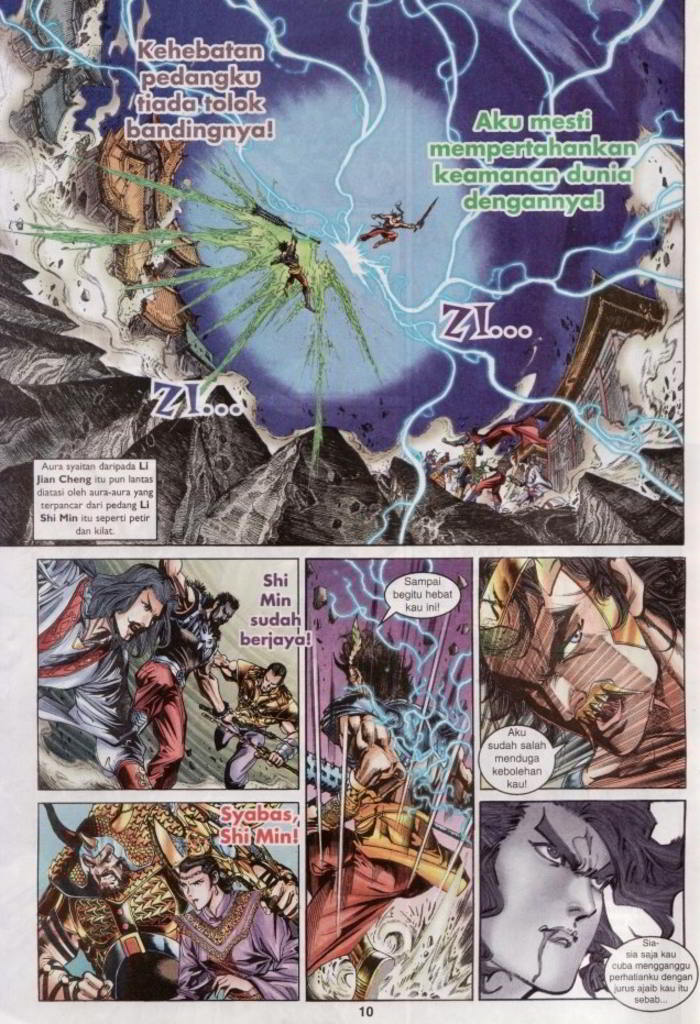 Kehebatan
pedangku
tiada tolok
bandingnya!
Aku mesti
mempertahankan
keamanan dunia
dengannya!
ZI...
ZI...
Aura syaitan daripada Li
Jian Cheng itu pun lantas
diatasi oleh aura-aura yang
terpancar dari pedang Li
Shi Min itu seperti petir
dan kilat.
Shi
Min
sudah
berjaya!
Sampai
begitu hebat
kau ini!
Aku
sudah salah
menduga
kebolehan
kau!
Syabas,
Shi Min!
Sia-
sia saja kau
cuba mengganggu
perhatianku dengan
jurus ajaib kau itu
sebab...
10